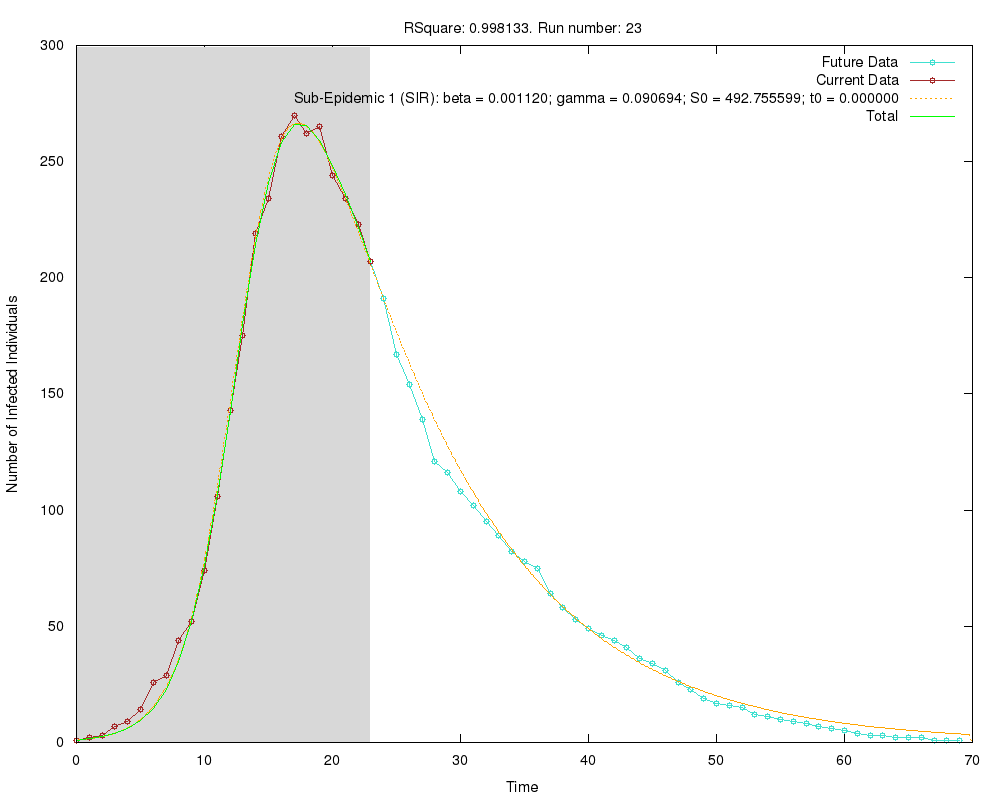 RSquare: 0.998133. Run number: 23
Future Data
Current Data
Sub-Epidemic 1 (SIR): beta = 0.001120; gamma = 0.090694; S0 = 492.755599; t0 = 0.000000
Total
300
250
200
150
100
50
0
Number of Infected Individuals
0 10 20 30 40 50 60 70
Time